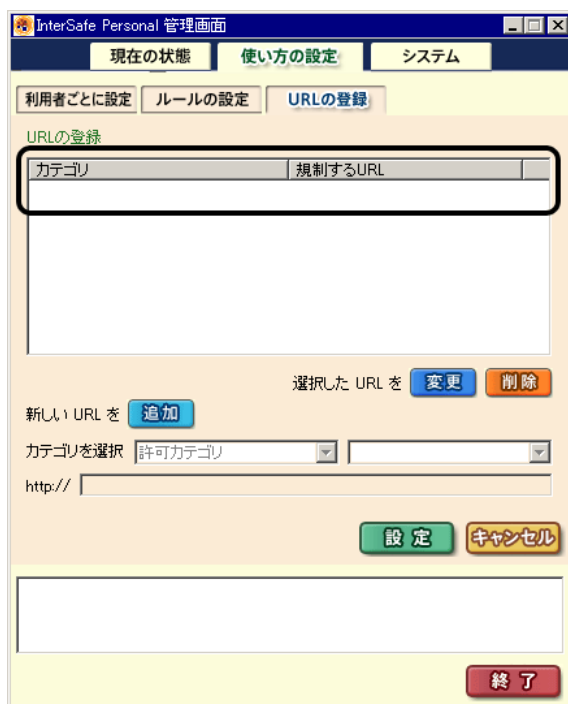 InterSafe Personal 管理画面
現在の状態 使い方の設定 システム
利用者ごとに設定 ルールの設定 URLの登録
URLの登録
カテゴリ 規制するURL
選択した URL を 変更 削除
新しい URL を 追加
カテゴリを選択 許可カテゴリ
http://
設定 キャンセル
終了